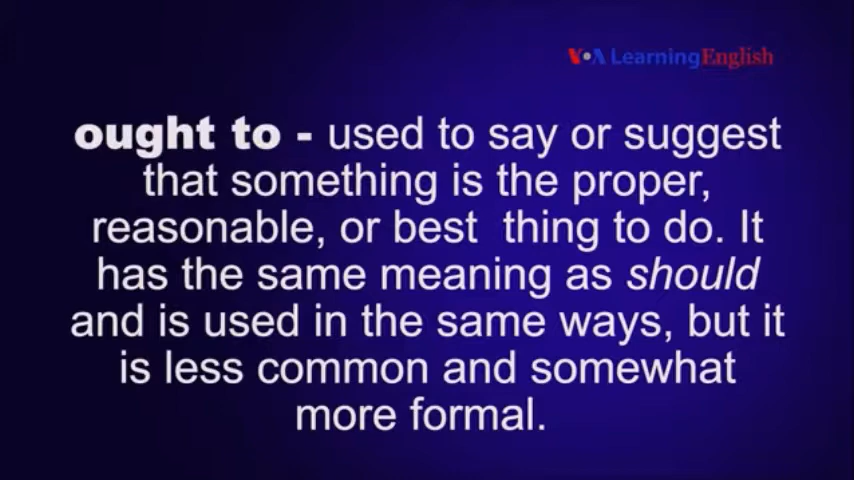 VOA LearningEnglish
ought to - used to say or suggest
that something is the proper,
reasonable, or best  thing to do. It
has the same meaning as should
and is used in the same ways, but it
is less common and somewhat
more formal.